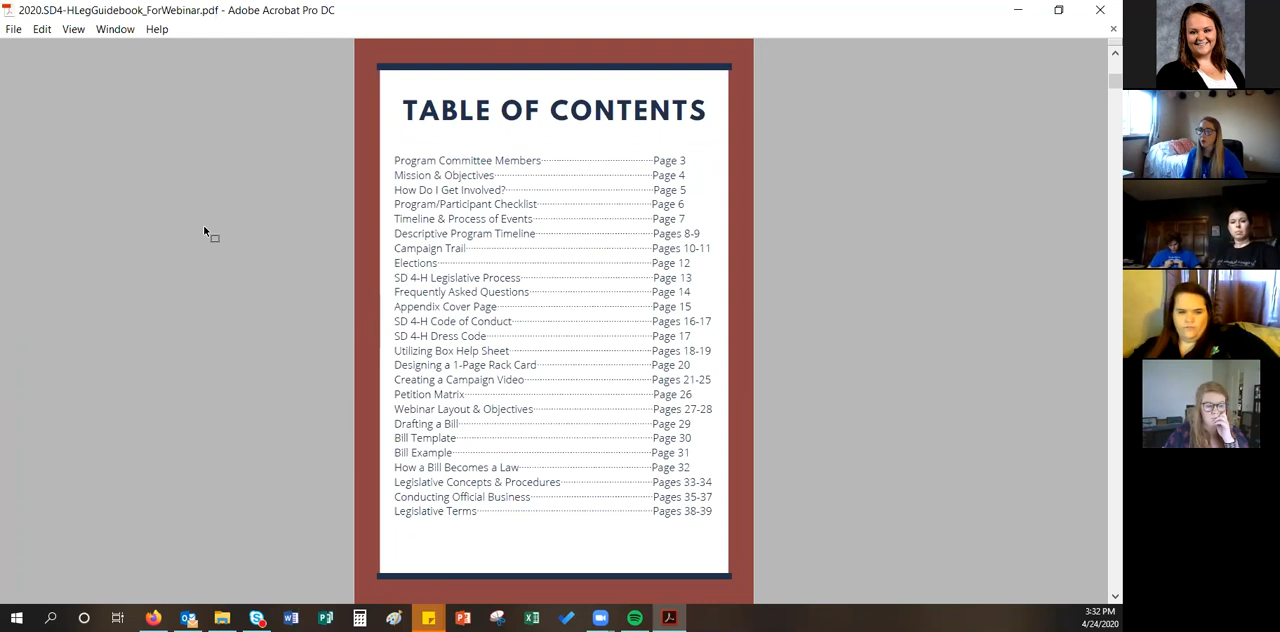 2020.SD4-HLegGuidebook_ForWebinar.pdf - Adobe Acrobat Pro DC
File Edit View Window Help
TABLE OF CONTENTS
Program Committee Members Page 3
Mission & Objectives Page 4
How Do I Get Involved? Page 5
Program/Participant Checklist Page 6
Timeline & Process of Events Page 7
Descriptive Program Timeline Pages 8-9
Campaign Trail Pages 10-11
Elections Page 12
SD 4-H Legislative Process Page 13
Frequently Asked Questions Page 14
Appendix Cover Page Page 15
SD 4-H Code of Conduct Pages 16-17
SD 4-H Dress Code Page 17
Utilizing Box Help Sheet Pages 18-19
Designing a 1-Page Rack Card Page 20
Creating a Campaign Video Pages 21-25
Petition Matrix Page 26
Webinar Layout & Objectives Pages 27-28
Drafting a Bill Page 29
Bill Template Page 30
Bill Example Page 31
How a Bill Becomes a Law Page 32
Legislative Concepts & Procedures Pages 33-34
Conducting Official Business Pages 35-37
Legislative Terms Pages 38-39
3:32 PM
4/24/2020